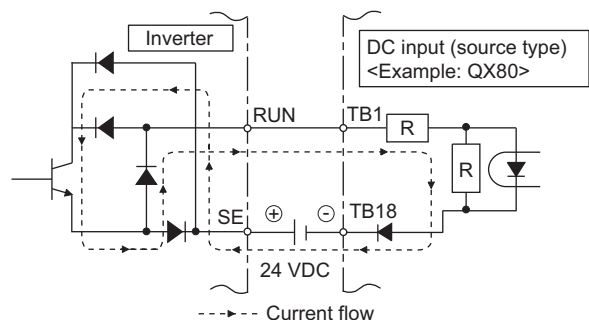 Inverter
DC input (source type)
<Example: QX80>
RUN
TB1
R
R
SE
⊕
⊖
TB18
24 VDC
Current flow